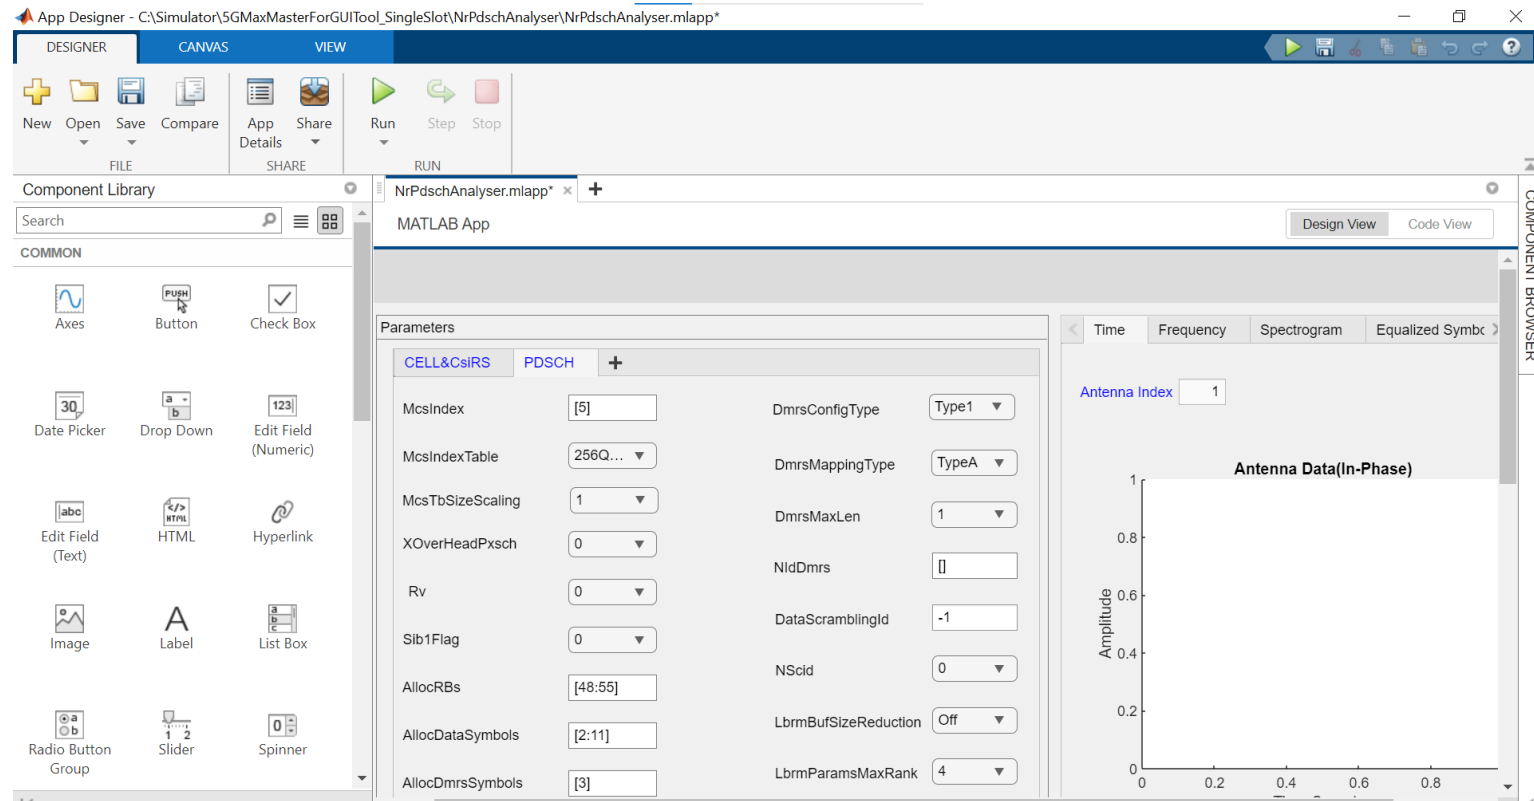 App Designer - C:\Simulator\5GMaxMasterForGUITool_SingleSlot\NrPdschAnalyser\NrPdschAnalyser.mlapp*
DESIGNER CANVAS VIEW
New Open Save Compare App Details Share Run Step Stop
FILE SHARE RUN
Component Library
Search
COMMON
Axes
PUSH
Button
Check Box
30
Date Picker
a
b
Drop Down
123
Edit Field
(Numeric)
abc
Edit Field
(Text)
</>
HTML
HTML
Hyperlink
Image
A
Label
a
b
c
List Box
a
b
Radio Button
Group
1 2
Slider
0
Spinner
NrPdschAnalyser.mlapp*
MATLAB App
Design View Code View
COMPONENT BROWSER
Parameters
CELL&CsiRS PDSCH
McsIndex [5]
McsIndexTable 256Q...
McsTbSizeScaling 1
XOverHeadPxsch 0
Rv 0
Sib1Flag 0
AllocRBs [48:55]
AllocDataSymbols [2:11]
AllocDmrsSymbols [3]
DmrsConfigType Type1
DmrsMappingType TypeA
DmrsMaxLen 1
NIdDmrs []
DataScramblingId -1
NScid 0
LbrmBufSizeReduction Off
LbrmParamsMaxRank 4
Time Frequency Spectrogram Equalized Symbc
Antenna Index 1
Antenna Data(In-Phase)
Amplitude
1
0.8
0.6
0.4
0.2
0
0 0.2 0.4 0.6 0.8